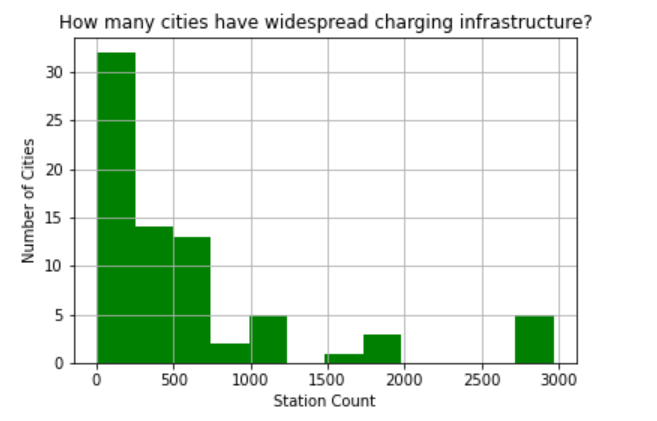 How many cities have widespread charging infrastructure?
30
25
20
15
10
5
0
Number of Cities
0 500 1000 1500 2000 2500 3000
Station Count